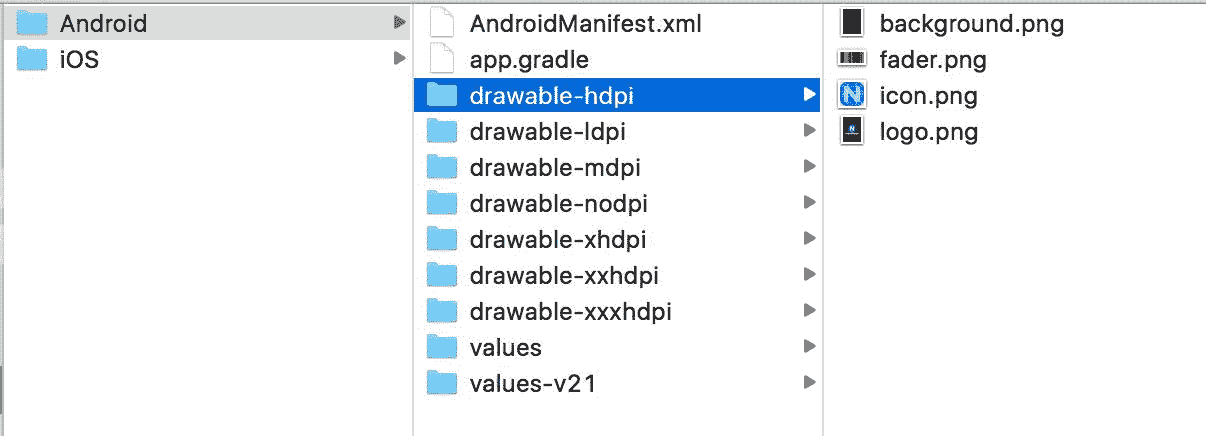 Android
iOS
AndroidManifest.xml
app.gradle
drawable-hdpi
drawable-ldpi
drawable-mdpi
drawable-nodpi
drawable-xhdpi
drawable-xxhdpi
drawable-xxxhdpi
values
values-v21
background.png
fader.png
icon.png
logo.png